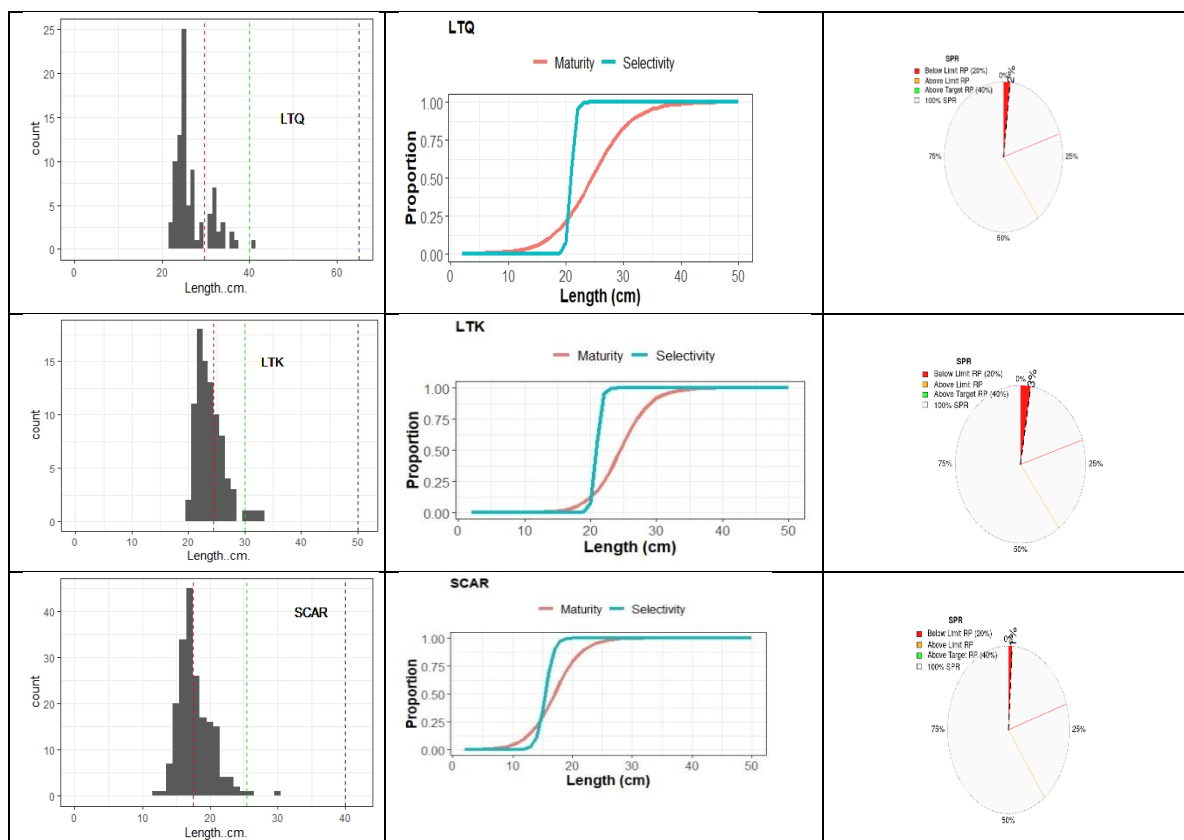 LTQ
25
20
15
10
5
0
count
LTQ
0
20
40
60
Length..cm.
Maturity
Selectivity
1.00
0.75
0.50
0.25
0.00
Proportion
0
10
20
30
40
50
Length (cm)
SPR
Below Limit RP (20%)
Above Limit RP
Above Target RP (40%)
100% SPR
0%
2%
75%
25%
50%
LTK
15
10
5
0
count
LTK
0
10
20
30
40
50
Length..cm.
Maturity
Selectivity
1.00
0.75
0.50
0.25
0.00
Proportion
0
10
20
30
40
50
Length (cm)
SPR
Below Limit RP (20%)
Above Limit RP
Above Target RP (40%)
100% SPR
0%
3%
75%
25%
50%
SCAR
40
30
20
10
0
count
SCAR
0
10
20
30
40
Length..cm.
Maturity
Selectivity
1.00
0.75
0.50
0.25
0.00
Proportion
0
10
20
30
40
50
Length (cm)
SPR
Below Limit RP (20%)
Above Limit RP
Above Target RP (40%)
100% SPR
0%
1%
75%
25%
50%